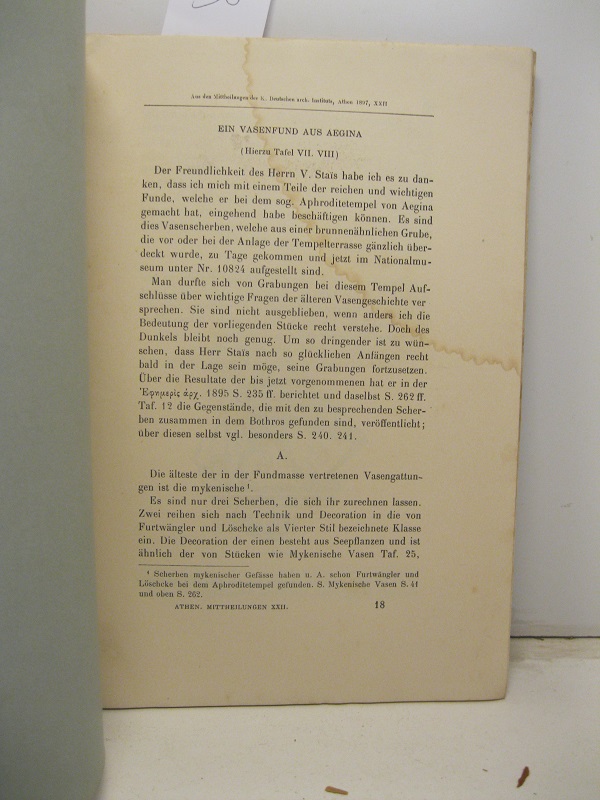 Aus den Mittheilungen des K. Deutschen arch. Instituts, Athen 1897, XXII
EIN VASENFUND AUS AEGINA
(Hierzu Tafel VII. VIII)
Der Freundlichkeit des Herrn V. Staïs habe ich es zu dan-
ken, dass ich mich mit einem Teile der reichen und wichtigen
Funde, welche er bei dem sog. Aphroditetempel von Aegina
gemacht hat, eingehend habe beschäftigen können. Es sind
dies Vasenscherben, welche aus einer brunnenähnlichen Grube,
die vor oder bei der Anlage der Tempelterrasse gänzlich über-
deckt wurde, zu Tage gekommen und jetzt im Nationalmu-
seum unter Nr. 10824 aufgestellt sind.
Man durfte sich von Grabungen bei diesem Tempel Auf-
schlüsse über wichtige Fragen der älteren Vasengeschichte ver
sprechen. Sie sind nicht ausgeblieben, wenn anders ich die
Bedeutung der vorliegenden Stücke recht verstehe. Doch des
Dunkels bleibt noch genug. Um so dringender ist zu wün-
schen, dass Herr Staïs nach so glücklichen Anfängen recht
bald in der Lage sein möge, seine Grabungen fortzusetzen.
Über die Resultate der bis jetzt vorgenommenen hat er in der
Ἐφημερὶς ἀρχ. 1895 S. 235 ff. berichtet und daselbst S. 262 ff.
Taf. 12 die Gegenstände, die mit den zu besprechenden Scher-
ben zusammen in dem Bothros gefunden sind, veröffentlicht;
über diesen selbst vgl. besonders S. 240. 241.
A.
Die älteste der in der Fundmasse vertretenen Vasengattun-
gen ist die mykenische¹.
Es sind nur drei Scherben, die sich ihr zurechnen lassen.
Zwei reihen sich nach Technik und Decoration in die von
Furtwängler und Löschcke als Vierter Stil bezeichnete Klasse
ein. Die Decoration der einen besteht aus Seepflanzen und ist
ähnlich der von Stücken wie Mykenische Vasen Taf. 25,
¹ Scherben mykenischer Gefässe haben u. A. schon Furtwängler und
Löschcke bei dem Aphroditetempel gefunden. S. Mykenische Vasen S. 41
und oben S. 262.
ATHEN. MITTHEILUNGEN XXII. 18